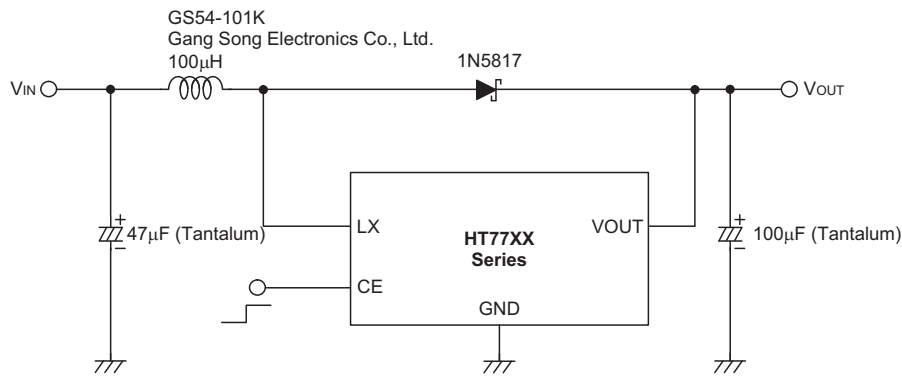 GS54-101K
Gang Song Electronics Co., Ltd.
100μH
1N5817
VIN
VOUT
LX
VOUT
HT77XX
Series
47μF (Tantalum)
+
−
100μF (Tantalum)
+
−
CE
GND